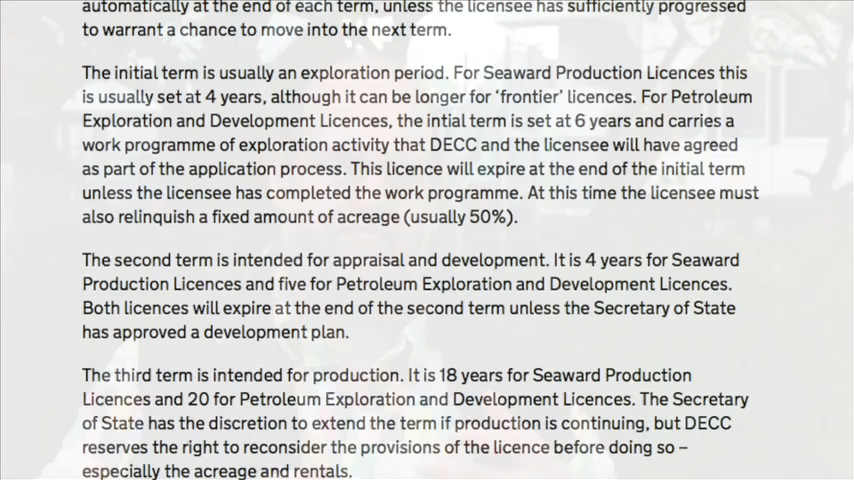 automatically at the end of each term, unless the licensee has sufficiently progressed
to warrant a chance to move into the next term.
The initial term is usually an exploration period. For Seaward Production Licences this
is usually set at 4 years, although it can be longer for ‘frontier’ licences. For Petroleum
Exploration and Development Licences, the intial term is set at 6 years and carries a
work programme of exploration activity that DECC and the licensee will have agreed
as part of the application process. This licence will expire at the end of the initial term
unless the licensee has completed the work programme. At this time the licensee must
also relinquish a fixed amount of acreage (usually 50%).
The second term is intended for appraisal and development. It is 4 years for Seaward
Production Licences and five for Petroleum Exploration and Development Licences.
Both licences will expire at the end of the second term unless the Secretary of State
has approved a development plan.
The third term is intended for production. It is 18 years for Seaward Production
Licences and 20 for Petroleum Exploration and Development Licences. The Secretary
of State has the discretion to extend the term if production is continuing, but DECC
reserves the right to reconsider the provisions of the licence before doing so –
especially the acreage and rentals.